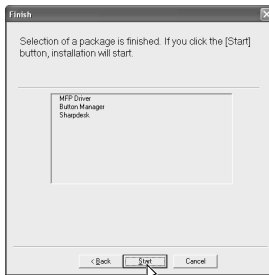 Finish
Selection of a package is finished. If you click the [Start]
button, installation will start.
MFP Driver
Button Manager
Sharpdesk
< Back
Start
Cancel